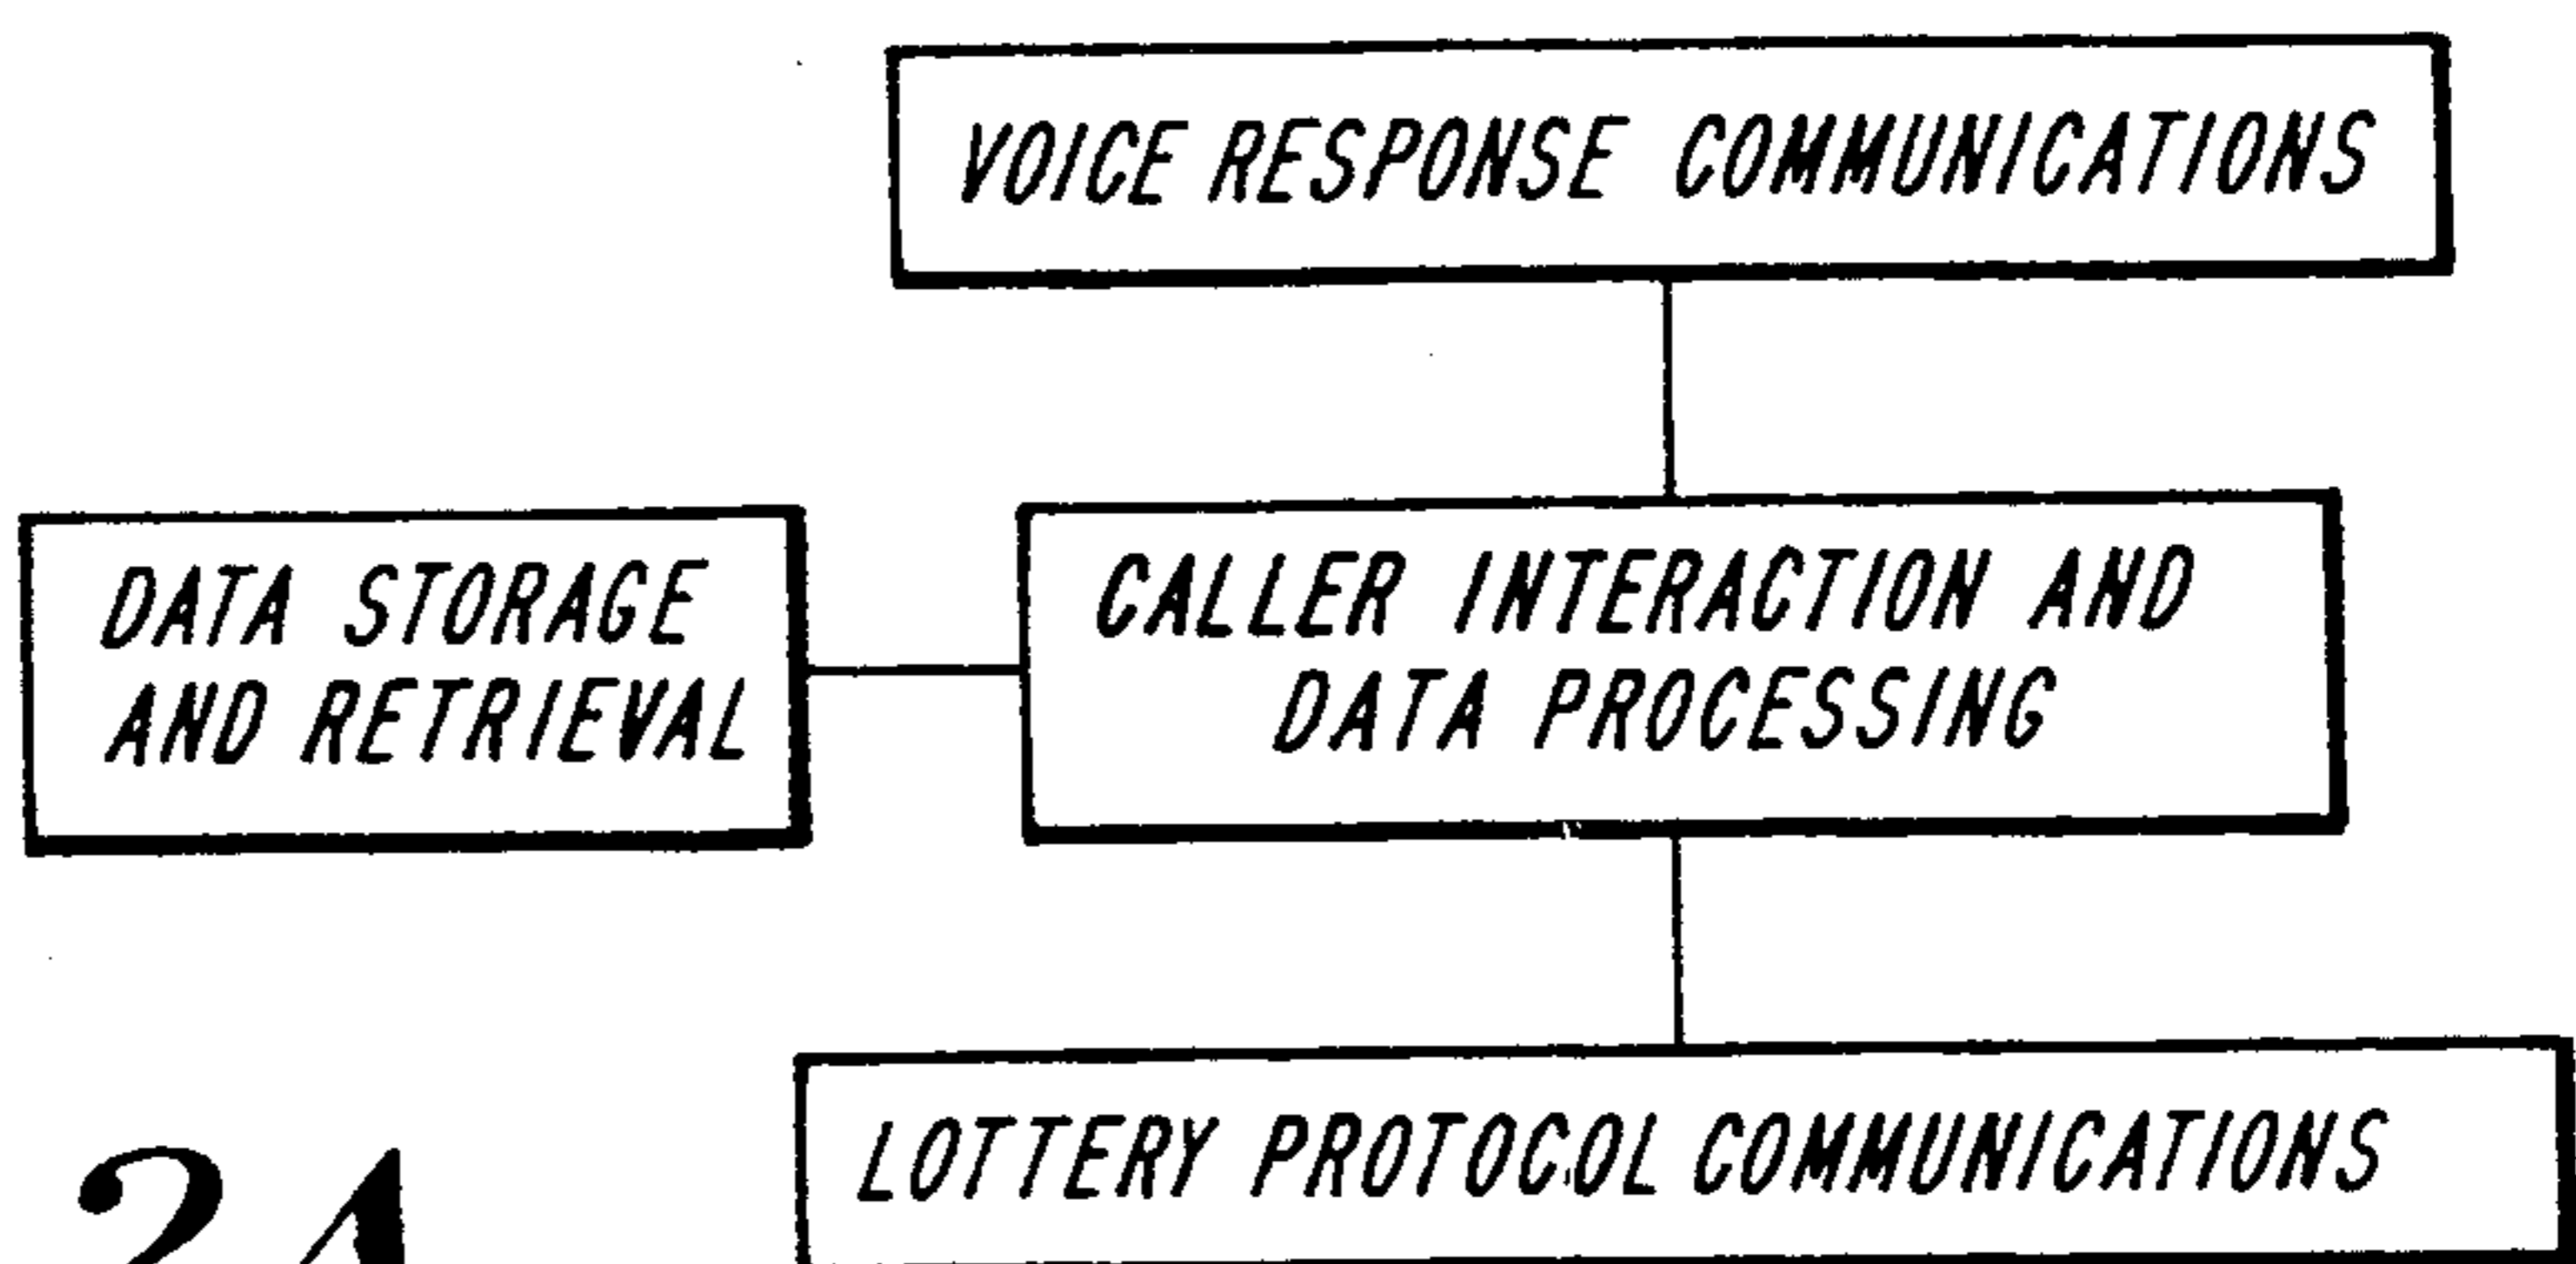 VOICE RESPONSE COMMUNICATIONS
DATA STORAGE
AND RETRIEVAL
CALLER INTERACTION AND
DATA PROCESSING
LOTTERY PROTOCOL COMMUNICATIONS